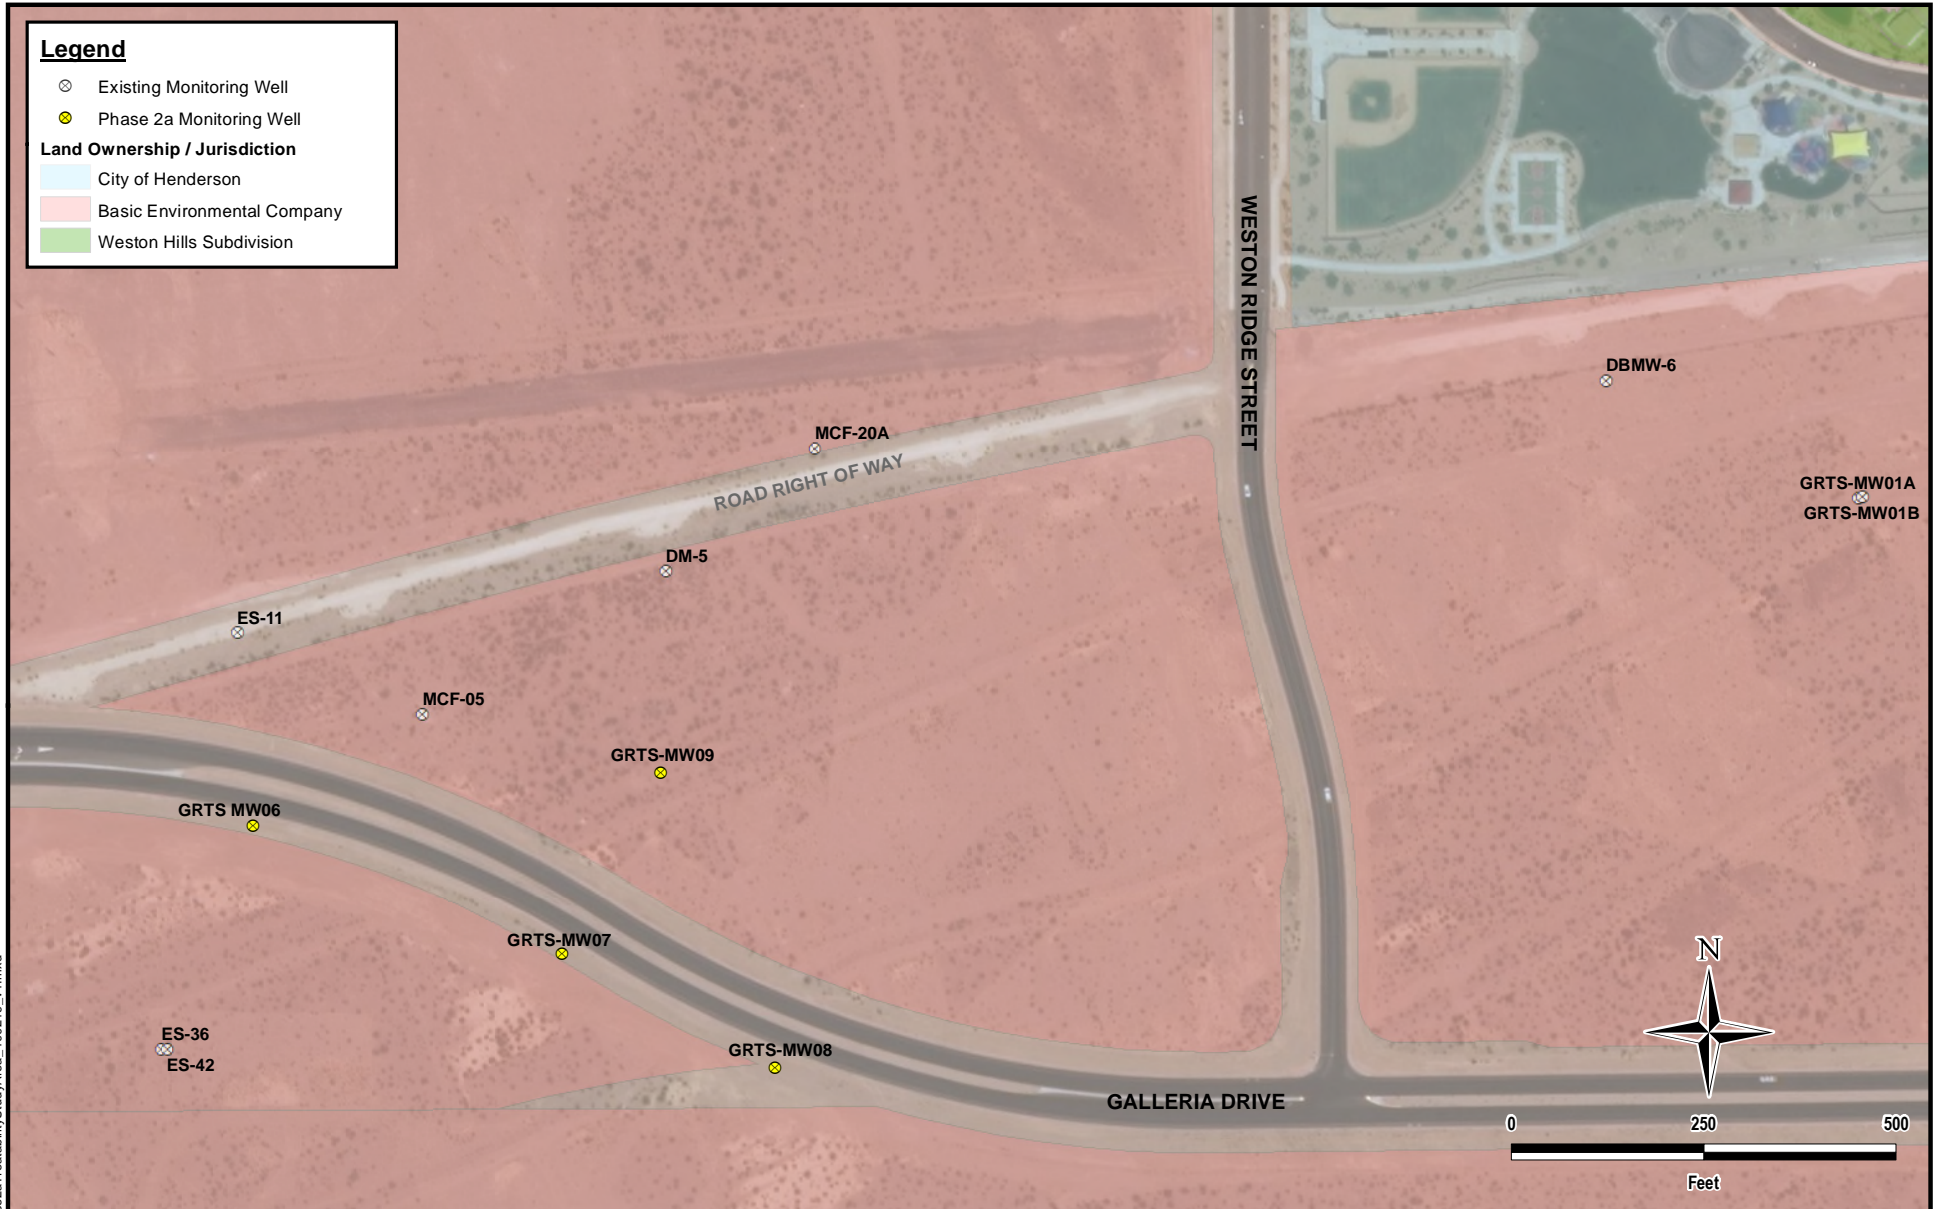 Legend
Existing Monitoring Well
Phase 2a Monitoring Well
Land Ownership / Jurisdiction
City of Henderson
Basic Environmental Company
Weston Hills Subdivision
WESTON RIDGE STREET
DBMW-6
MCF-20A
ROAD RIGHT OF WAY
GRTS-MW01A
GRTS-MW01B
DM-5
ES-11
MCF-05
GRTS-MW09
GRTS MW06
GRTS-MW07
N
ES-36
ES-42
GRTS-MW08
GALLERIA DRIVE
0 250 500
Feet